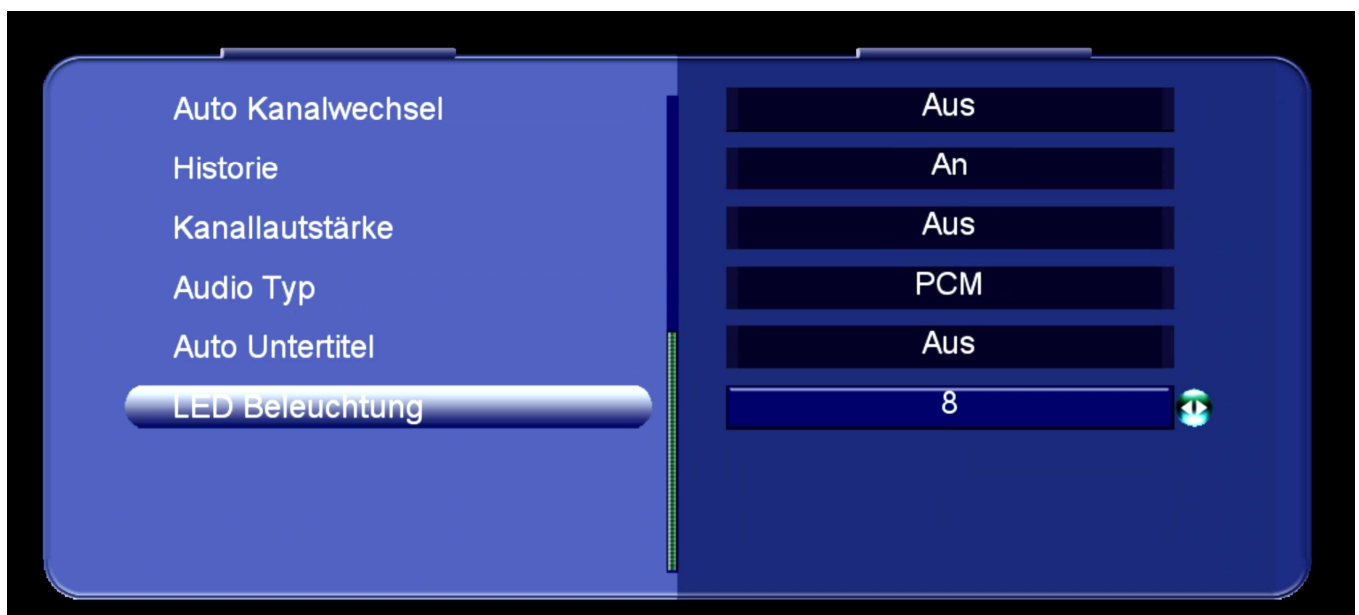 Auto Kanalwechsel Aus
Historie An
Kanallautstärke Aus
Audio Typ PCM
Auto Untertitel Aus
LED Beleuchtung 8